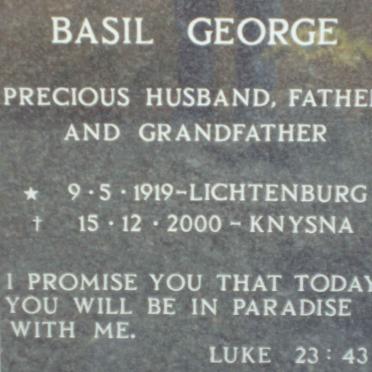 BASIL GEORGE
PRECIOUS HUSBAND, FATHER
AND GRANDFATHER
★ 9·5·1919-LICHTENBURG
† 15·12·2000-KNYSNA
I PROMISE YOU THAT TODAY
YOU WILL BE IN PARADISE
WITH ME.
LUKE 23:43